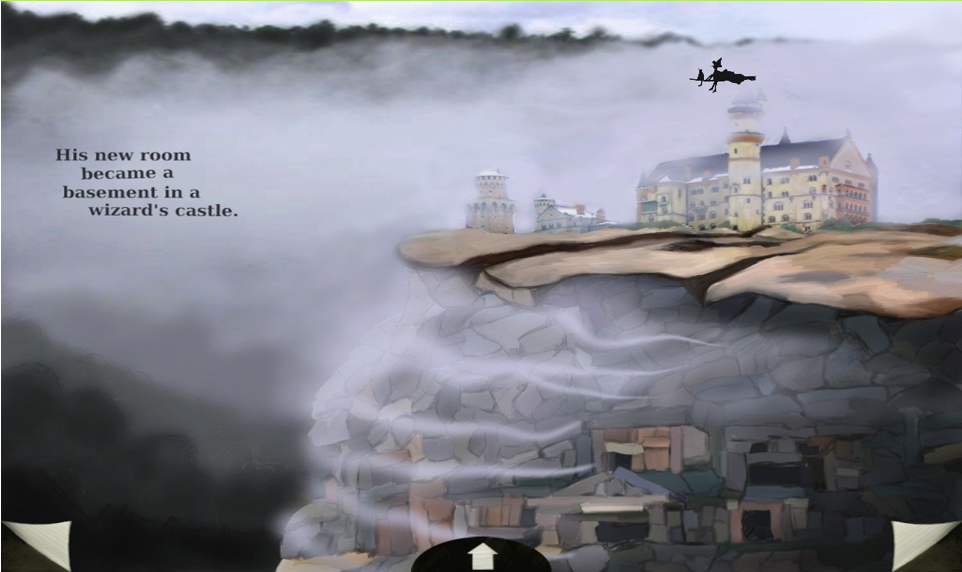 His new room
became a
basement in a
wizard's castle.